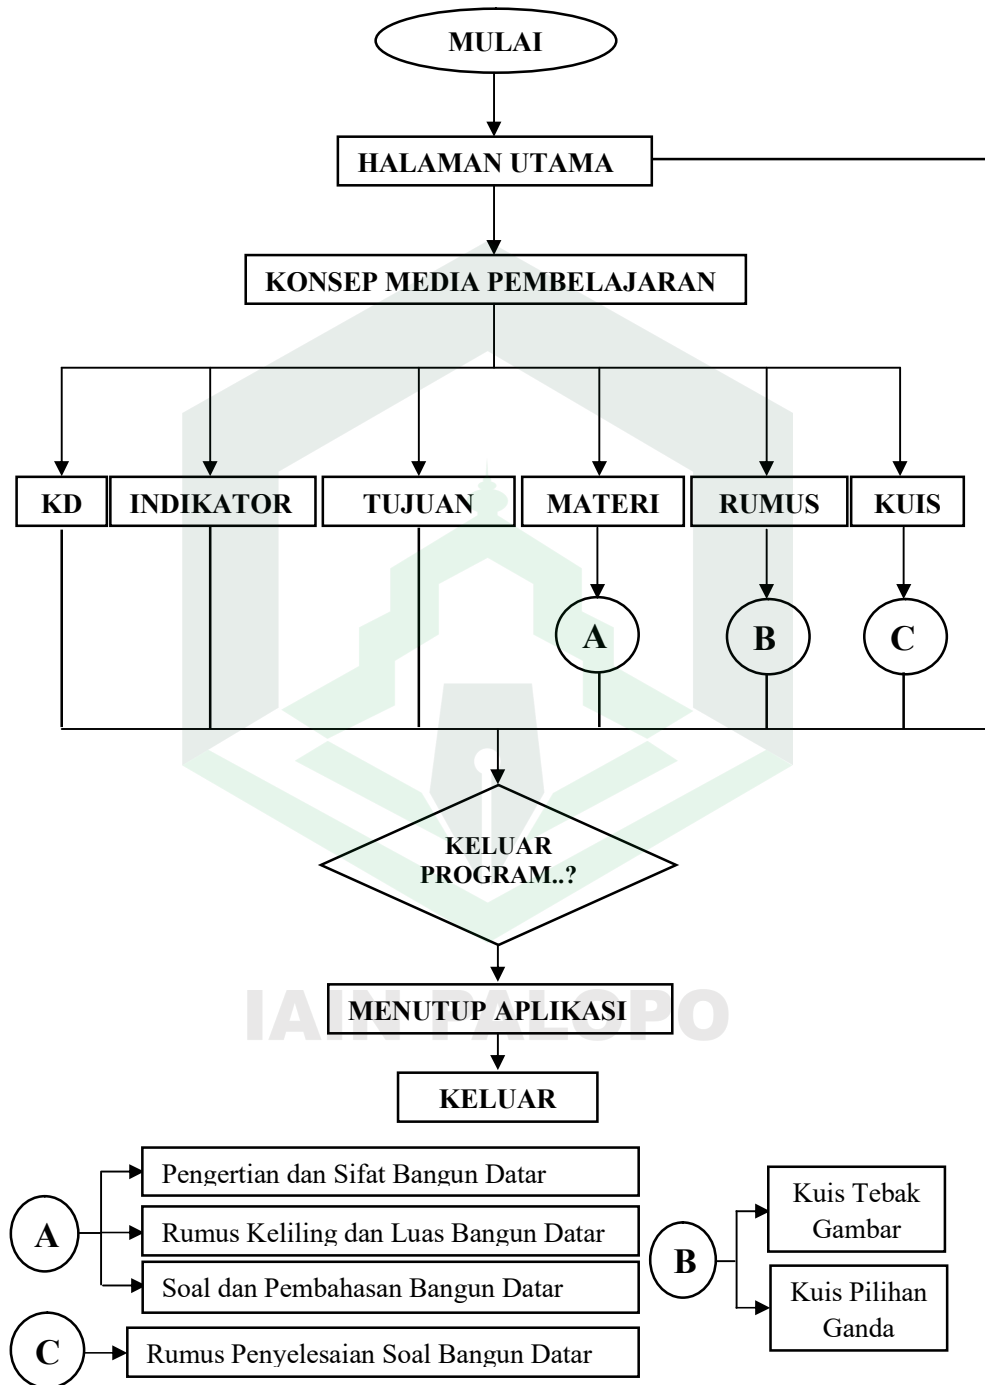 MULAI
HALAMAN UTAMA
KONSEP MEDIA PEMBELAJARAN
KD
INDIKATOR
TUJUAN
MATERI
RUMUS
KUIS
A
B
C
KELUAR
PROGRAM..?
MENUTUP APLIKASI
IAIN PALOPO
KELUAR
A
Pengertian dan Sifat Bangun Datar
Rumus Keliling dan Luas Bangun Datar
Soal dan Pembahasan Bangun Datar
B
Kuis Tebak
Gambar
Kuis Pilihan
Ganda
C
Rumus Penyelesaian Soal Bangun Datar